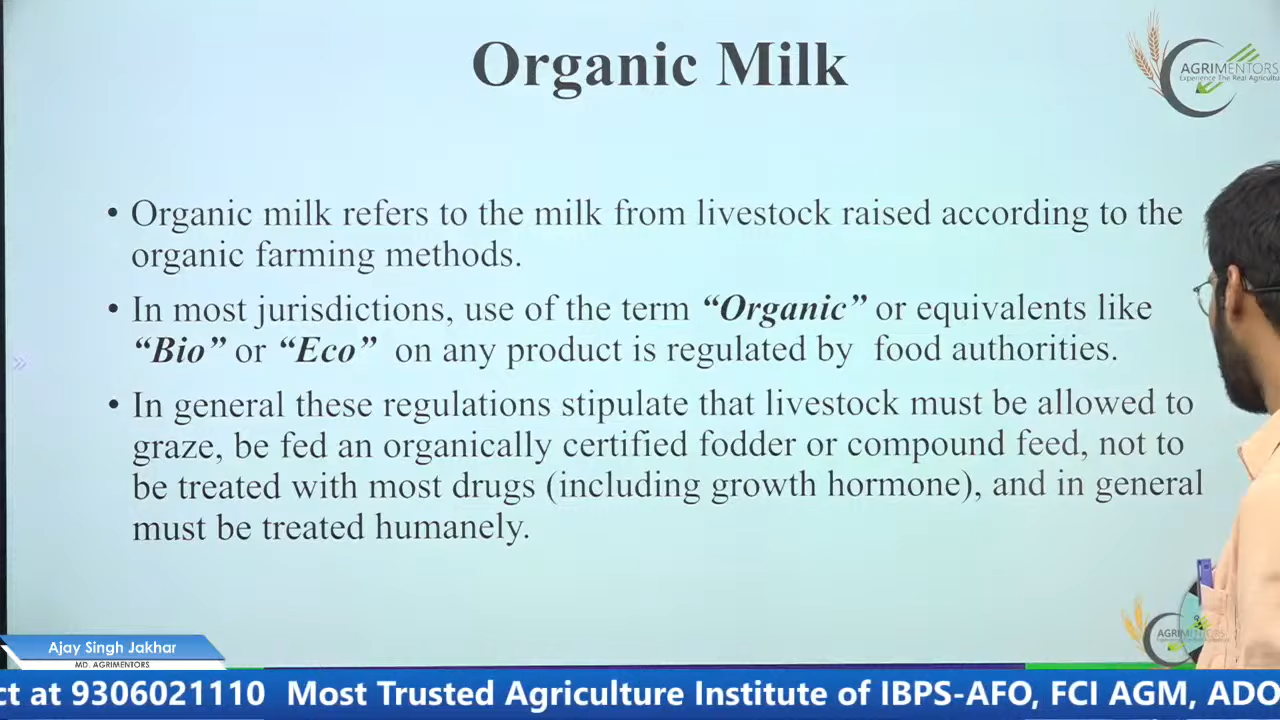 Organic Milk
AGRIMENTORS
Experience The Real Agricultu
• Organic milk refers to the milk from livestock raised according to the
organic farming methods.
• In most jurisdictions, use of the term “Organic” or equivalents like
“Bio” or “Eco” on any product is regulated by food authorities.
• In general these regulations stipulate that livestock must be allowed to
graze, be fed an organically certified fodder or compound feed, not to
be treated with most drugs (including growth hormone), and in general
must be treated humanely.
AGRIMENTORS
Ajay Singh Jakhar
MD. AGRIMENTORS
ct at 9306021110 Most Trusted Agriculture Institute of IBPS-AFO, FCI AGM, ADO